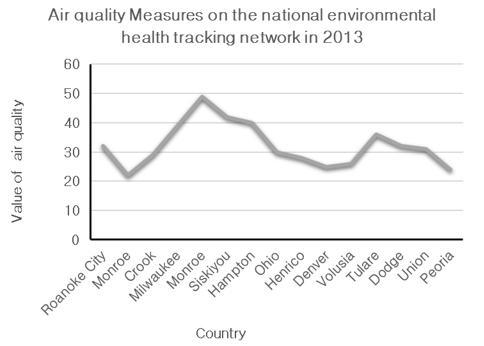 Air quality Measures on the national environmental
health tracking network in 2013
Value of air quality
60
50
40
30
20
10
0
Roanoke City
Monroe
Crook
Milwaukee
Monroe
Siskiyou
Hampton
Ohio
Henrico
Denver
Volusia
Tulare
Dodge
Union
Peoria
Country